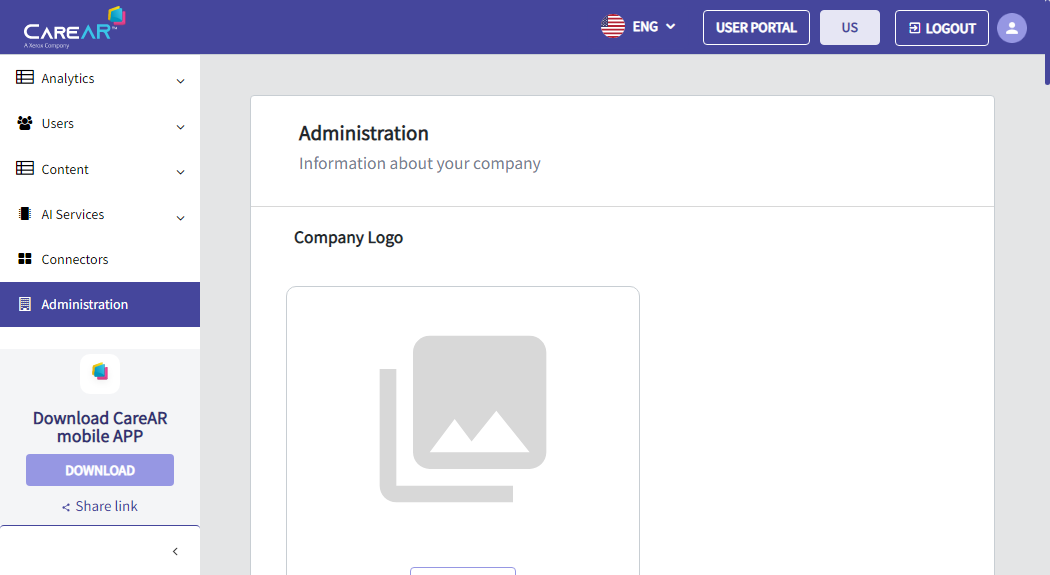 CAREAR™
A Xerox Company
ENG
USER PORTAL
US
LOGOUT
Analytics
Users
Content
AI Services
Connectors
Administration
Download CareAR
mobile APP
DOWNLOAD
Share link
Administration
Information about your company
Company Logo